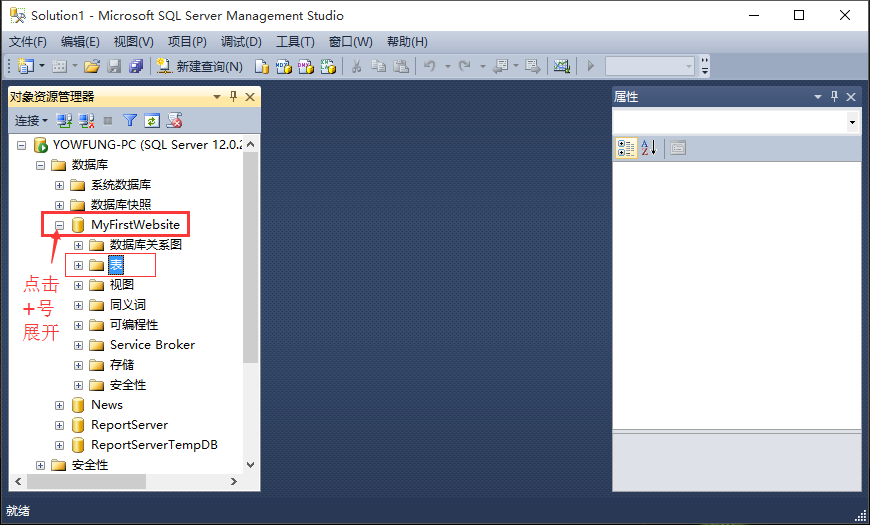 Solution1 - Microsoft SQL Server Management Studio
文件(F) 编辑(E) 视图(V) 项目(P) 调试(D) 工具(T) 窗口(W) 帮助(H)
新建查询(N)
对象资源管理器
属性
连接
YOWFUNG-PC (SQL Server 12.0.2
数据库
系统数据库
数据库快照
MyFirstWebsite
数据库关系图
表
视图
同义词
可编程性
Service Broker
存储
安全性
点击
+号
展开
News
ReportServer
ReportServerTempDB
安全性
就绪